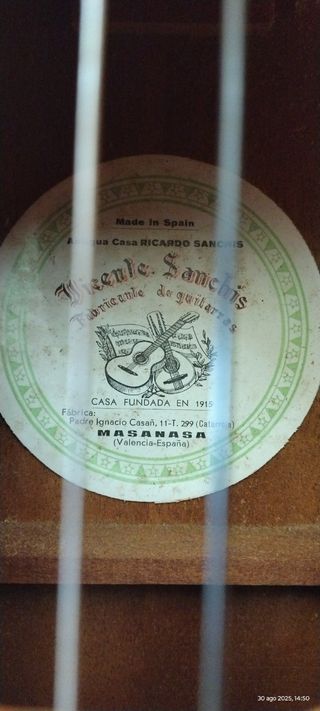 Made in Spain
Antigua Casa RICARDO SANCHIS
Vicente Sanchis
Fabricante de guitarras
CASA FUNDADA EN 1915
Fábrica:
Padre Ignacio Casañ, 11-T. 299 (Catarroja)
MASANASA
(Valencia-España)
30 ago 2025, 14:50